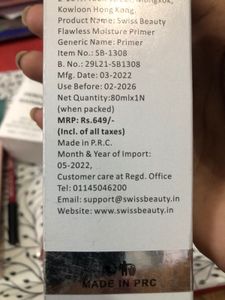 Kowloon Hong Kong.
Product Name: Swiss Beauty
Flawless Moisture Primer
Generic Name: Primer
Item No.: SB-1308
B. No.: 29L21-SB1308
Mfg. Date: 03-2022
Use Before: 02-2026
Net Quantity:80mlx1N
(when packed)
MRP: Rs.649/-
(Incl. of all taxes)
Made in P.R.C.
Month & Year of Import:
05-2022,
Customer care at Regd. Office
Tel: 01145046200
Email: support@swissbeauty.in
Website: www.swissbeauty.in
MADE IN PRC